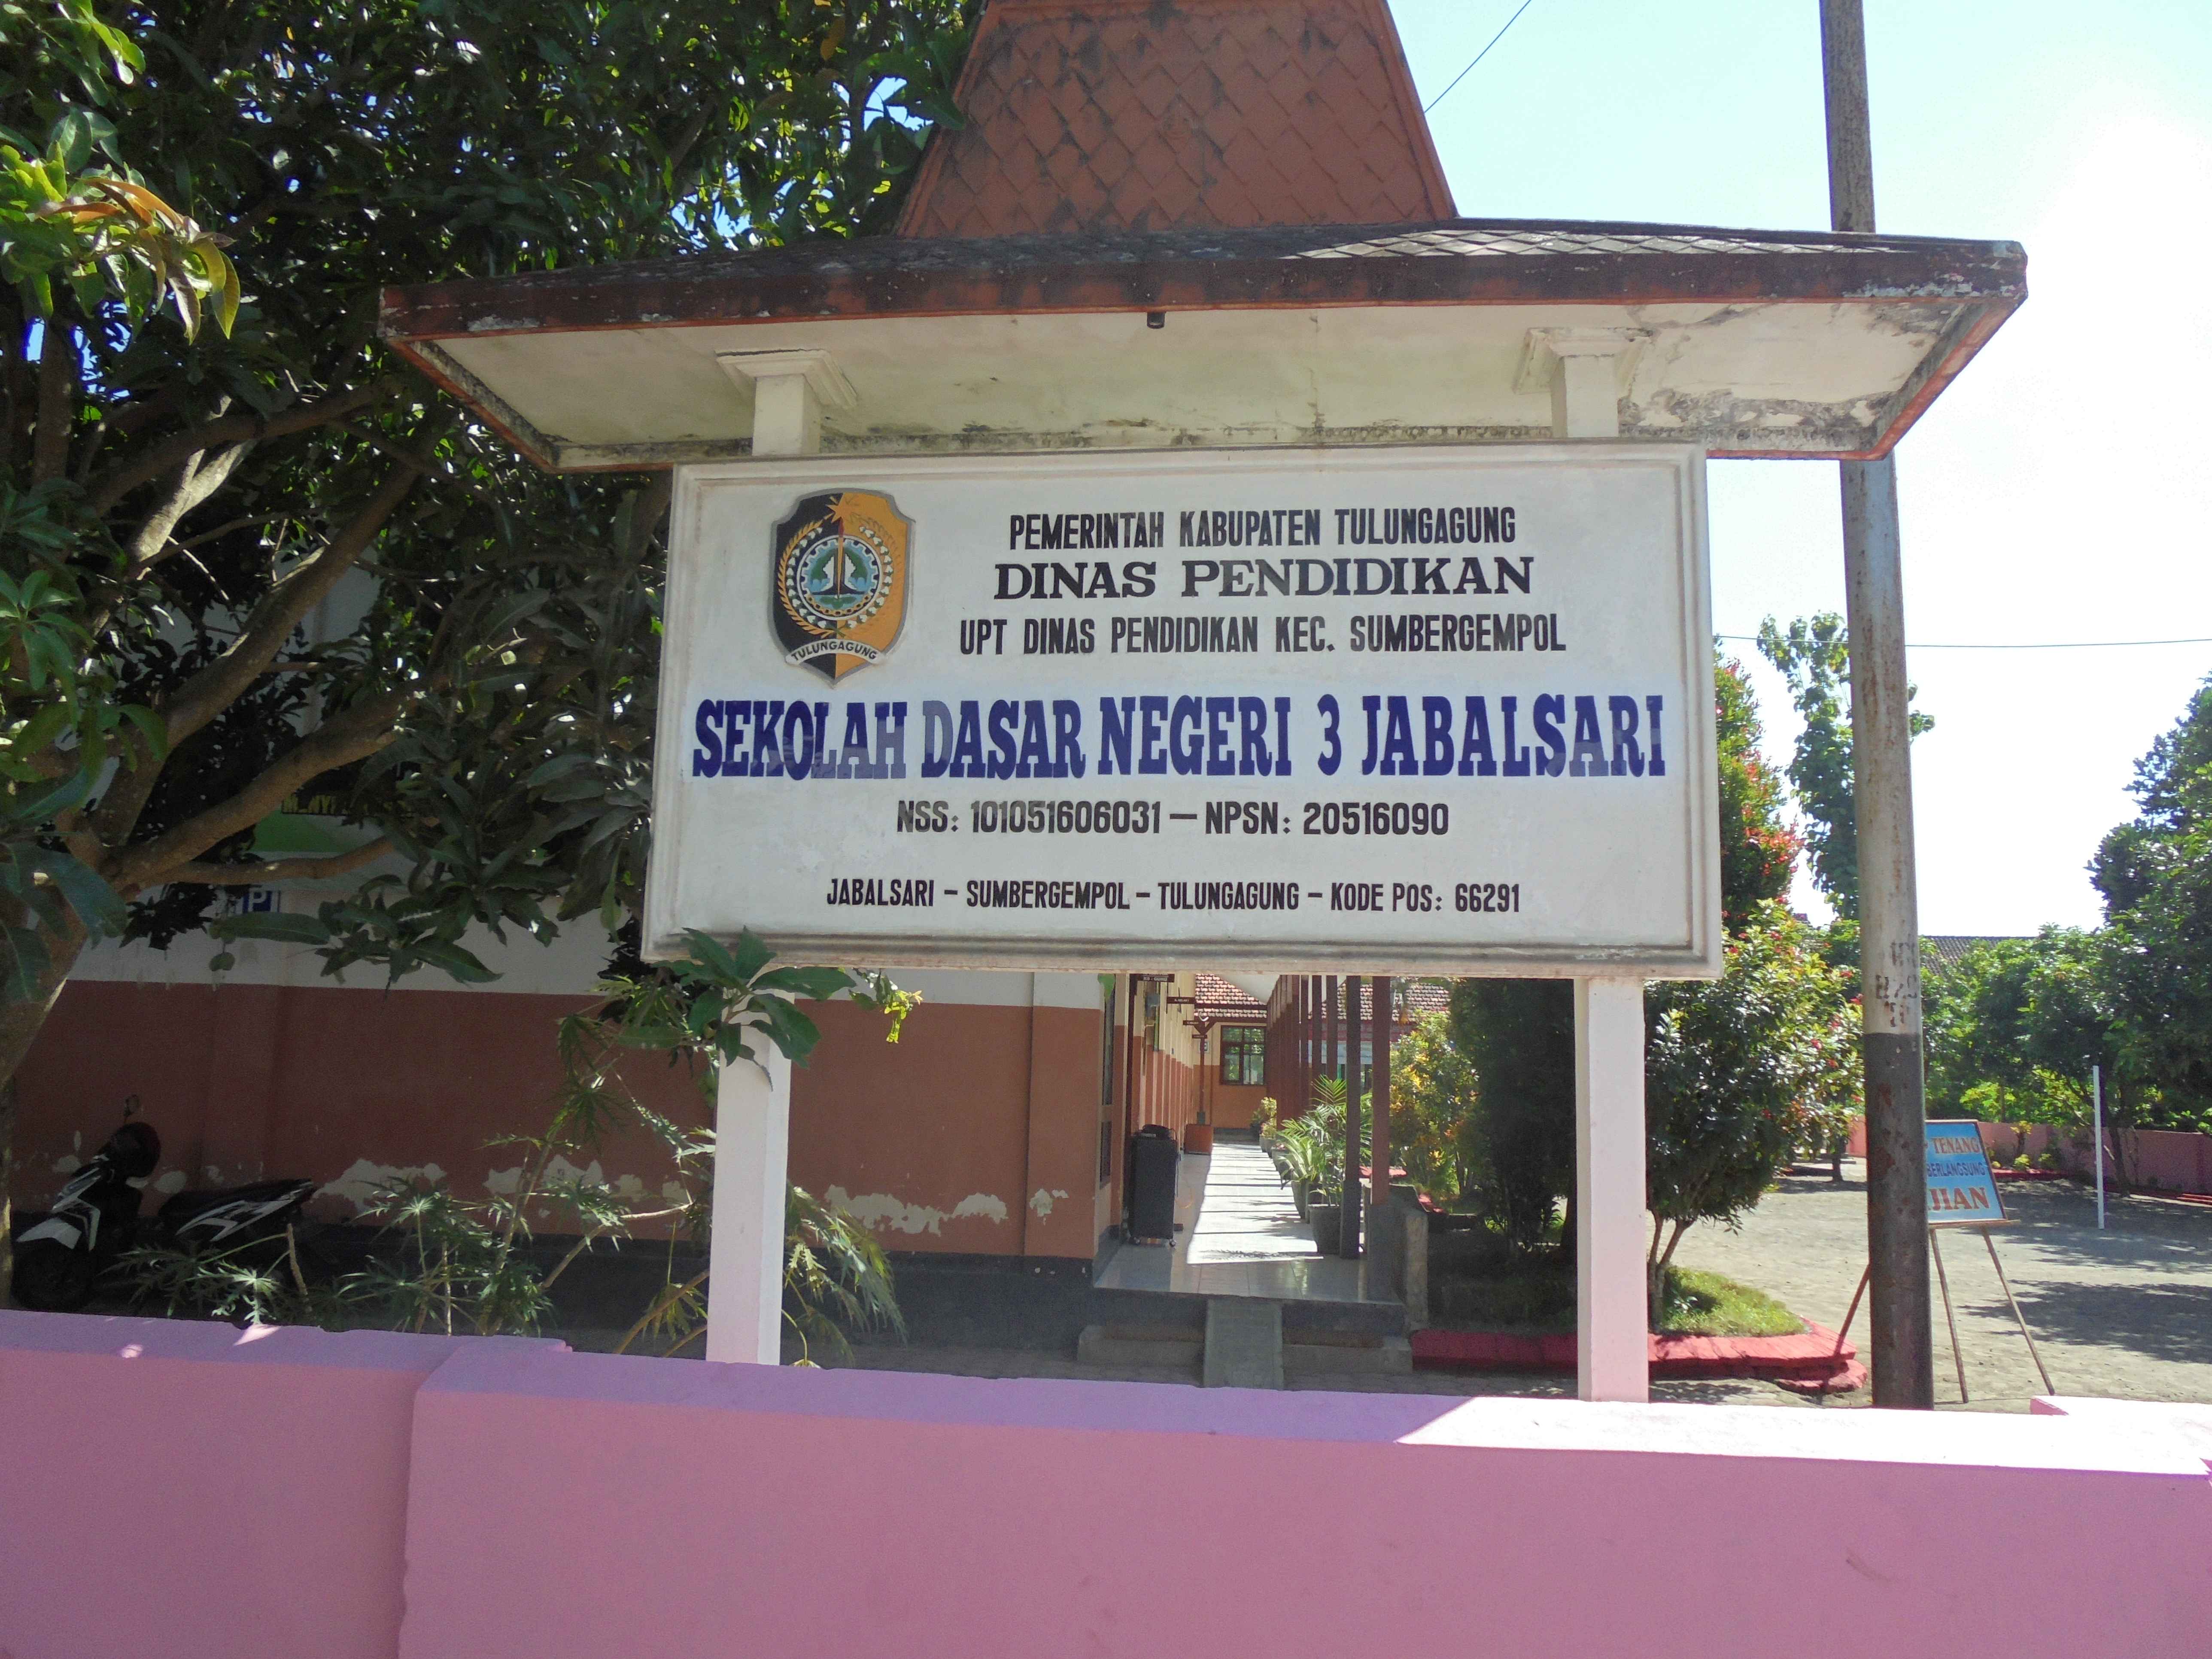 PEMERINTAH KABUPATEN TULUNGAGUNG
DINAS PENDIDIKAN
UPT DINAS PENDIDIKAN KEC. SUMBERGEMPOL
TULUNGAGUNG
SEKOLAH DASAR NEGERI 3 JABALSARI
NSS: 101051606031 — NPSN: 20516090
JABALSARI - SUMBERGEMPOL - TULUNGAGUNG - KODE POS: 66291
P
TENANG
BERLANGSUNG